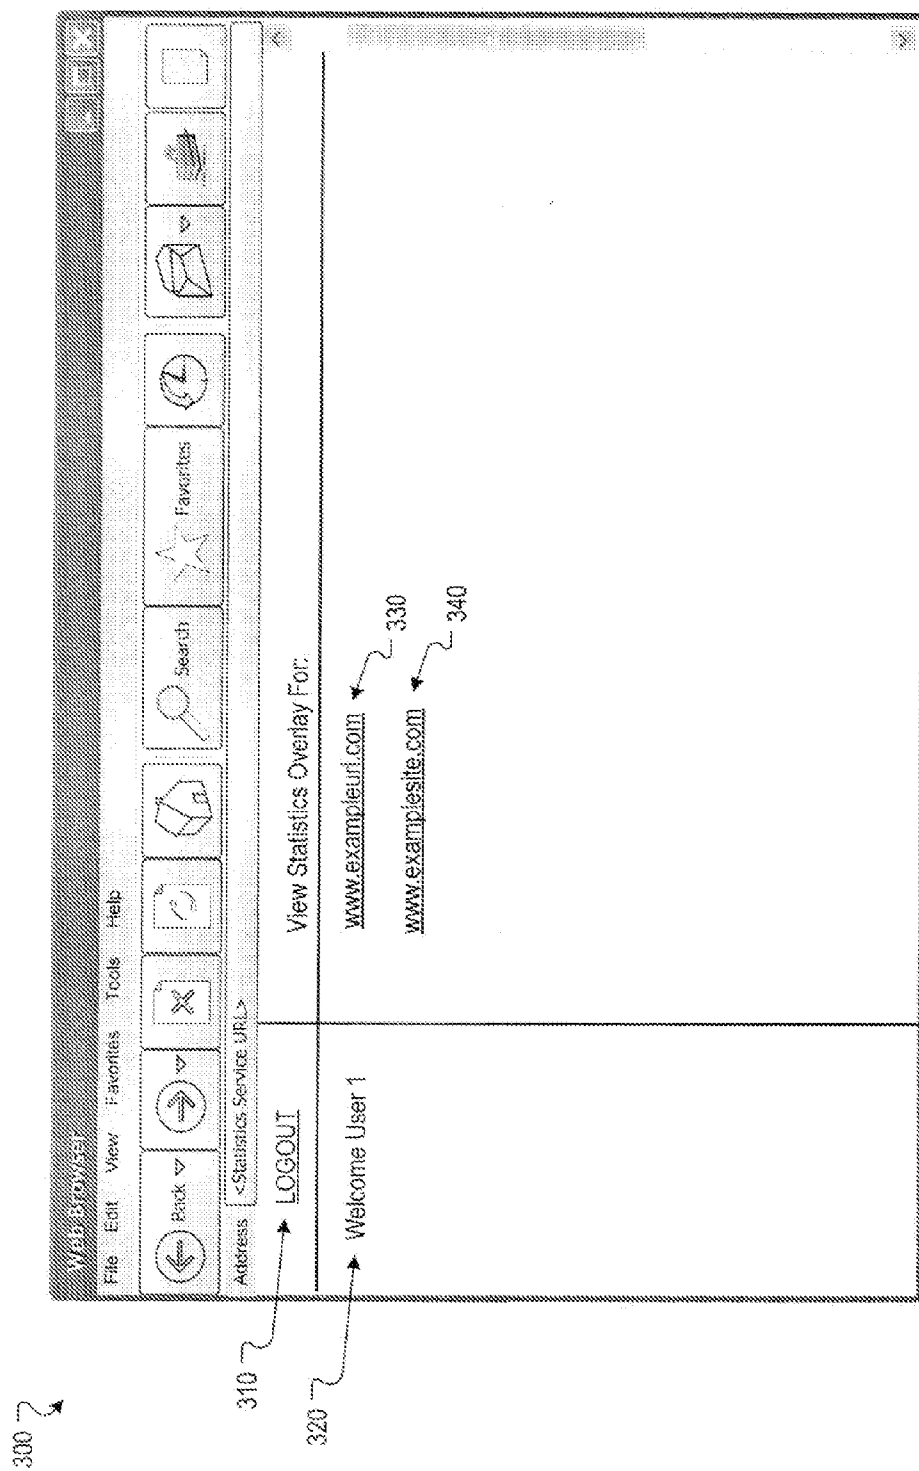 300
Web Browser
File Edit View Favorites Tools Help
Back Search Favorites
Address <Statistics Service URL>
310 LOGOUT View Statistics Overlay For:
320 Welcome User 1 www.exampleurl.com 330
www.examplesite.com 340